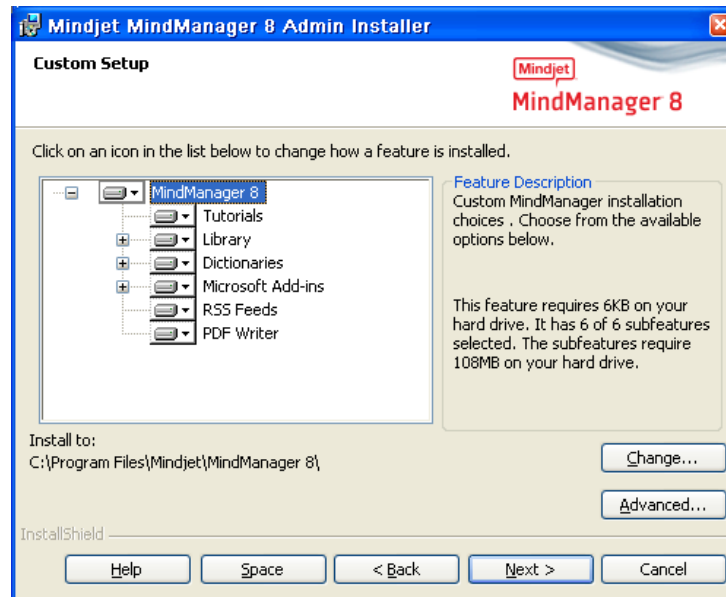 Mindjet MindManager 8 Admin Installer
Custom Setup
Mindjet
MindManager 8
Click on an icon in the list below to change how a feature is installed.
MindManager 8
Tutorials
Library
Dictionaries
Microsoft Add-ins
RSS Feeds
PDF Writer
Feature Description
Custom MindManager installation
choices . Choose from the available
options below.
This feature requires 6KB on your
hard drive. It has 6 of 6 subfeatures
selected. The subfeatures require
108MB on your hard drive.
Install to:
C:\Program Files\Mindjet\MindManager 8\
Change...
Advanced...
InstallShield
Help
Space
< Back
Next >
Cancel